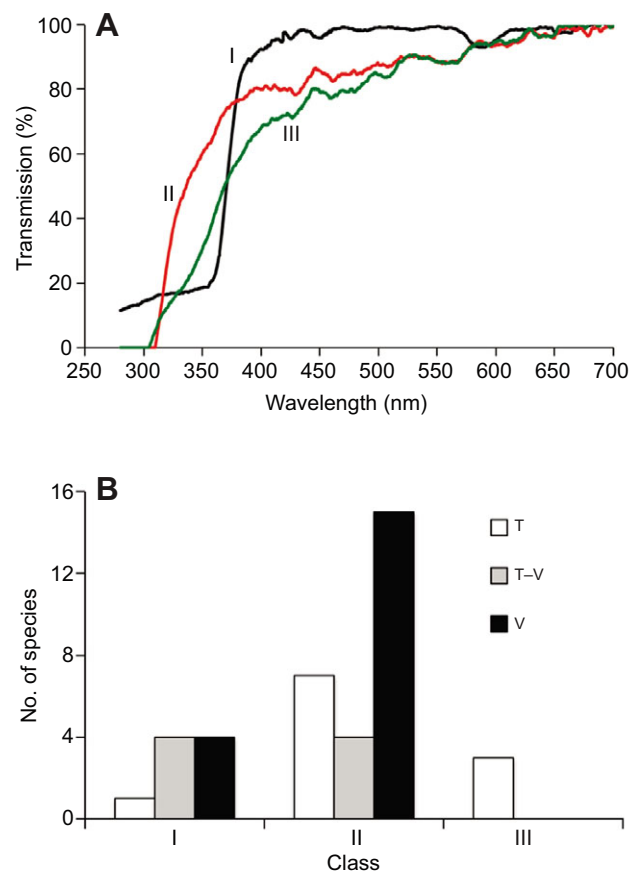 A
100
80
60
40
20
0
Transmission (%)
I
II
III
250 300 350 400 450 500 550 600 650 700
Wavelength (nm)
B
16
12
8
4
0
No. of species
T
T–V
V
I II III
Class